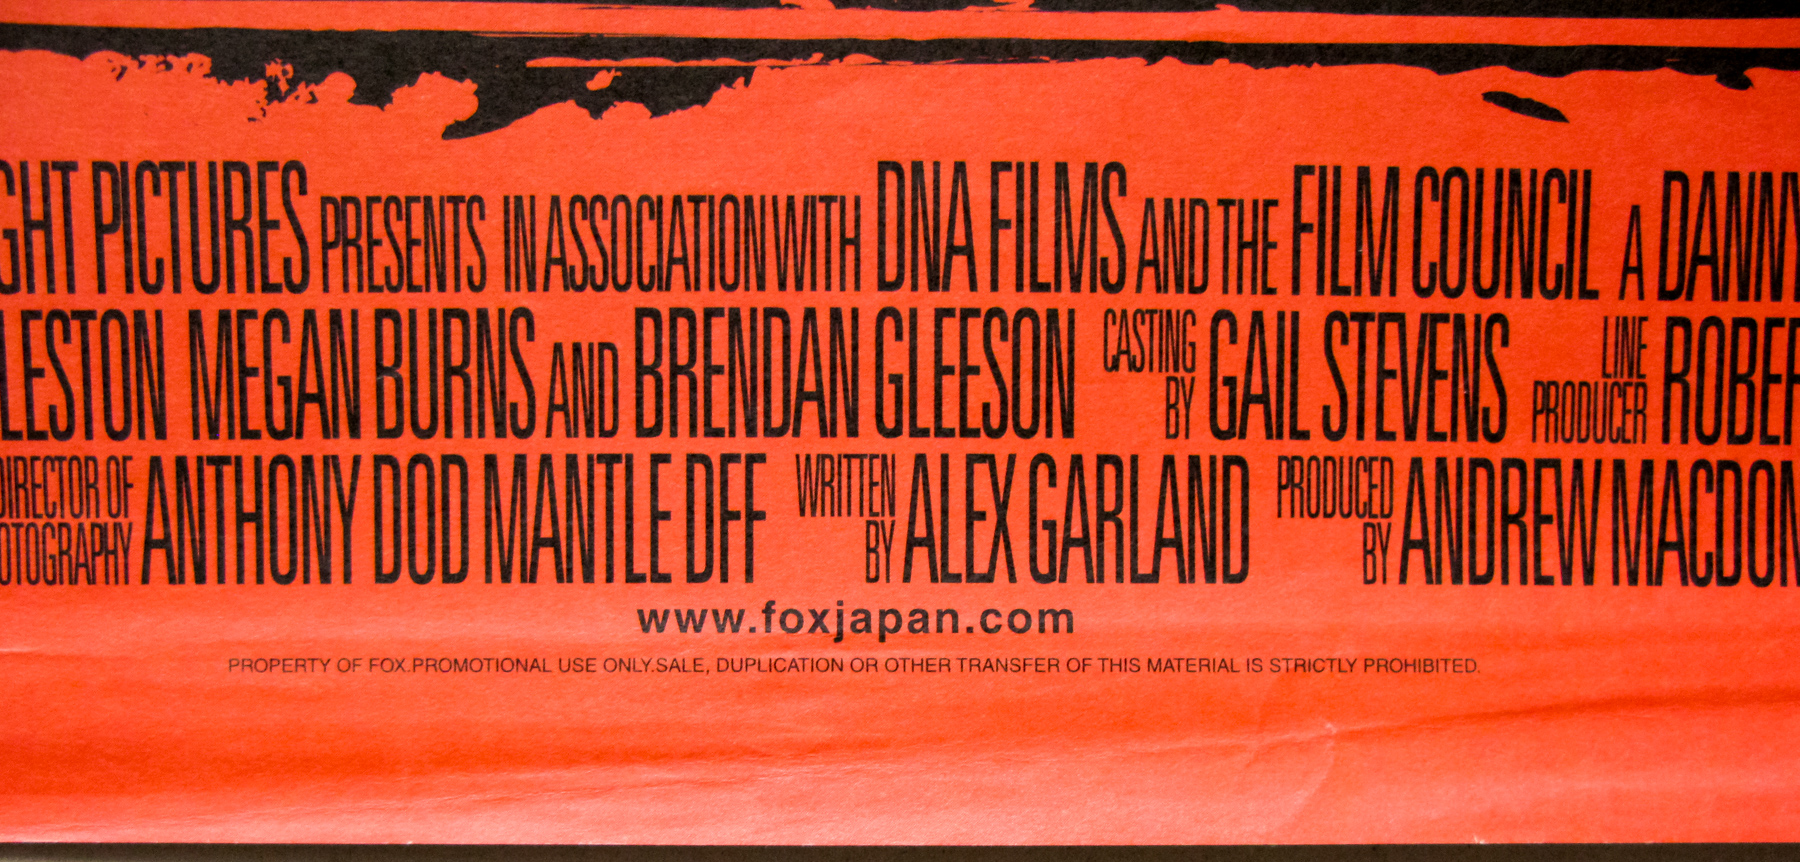 GHT PICTURES PRESENTS IN ASSOCIATION WITH DNA FILMS AND THE FILM COUNCIL A DANNY
LESTON MEGAN BURNS AND BRENDAN GLEESON CASTING BY GAIL STEVENS LINE PRODUCER ROBER
DIRECTOR OF OTOGRAPHY ANTHONY DOD MANTLE DFF WRITTEN BY ALEX GARLAND PRODUCED BY ANDREW MACDON
www.foxjapan.com
PROPERTY OF FOX.PROMOTIONAL USE ONLY.SALE, DUPLICATION OR OTHER TRANSFER OF THIS MATERIAL IS STRICTLY PROHIBITED.